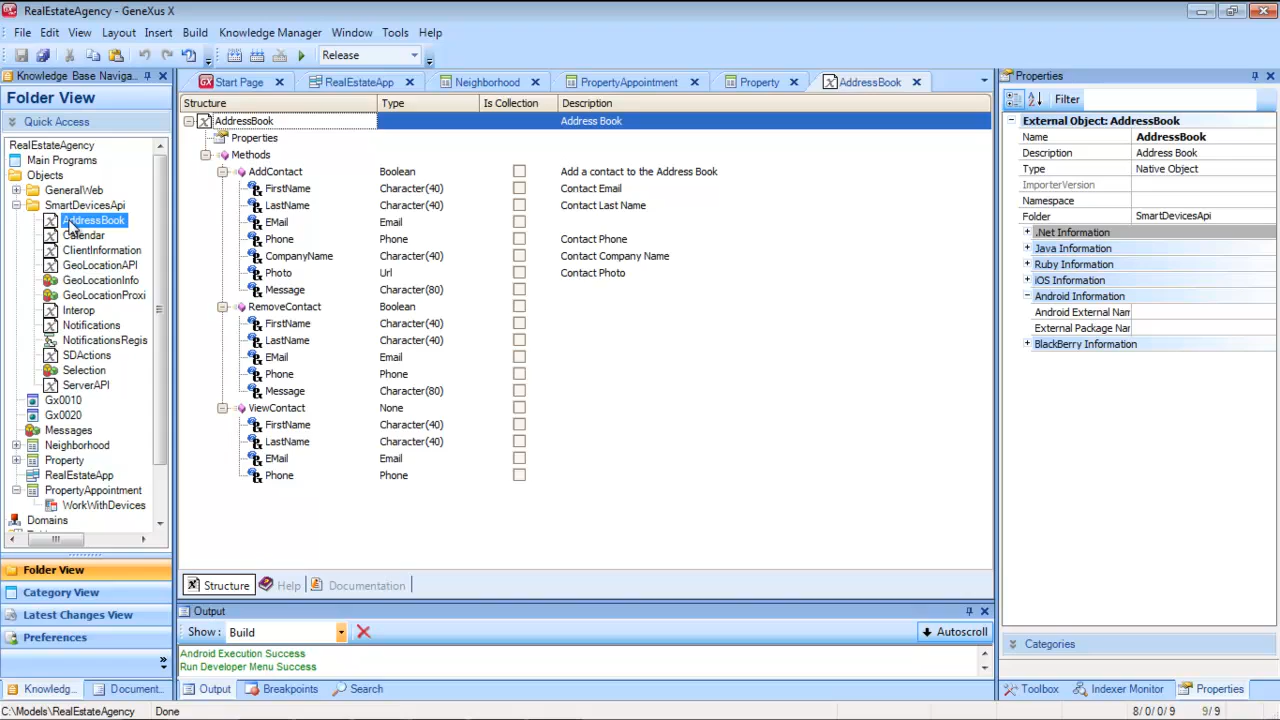 RealEstateAgency - GeneXus X
File Edit View Layout Insert Build Knowledge Manager Window Tools Help
Release
Knowledge Base Naviga...
Folder View
Quick Access
RealEstateAgency
Main Programs
Objects
GeneralWeb
SmartDevicesApi
AddressBook
Calendar
ClientInformation
GeoLocationAPI
GeoLocationInfo
GeoLocationProxi
Interop
Notifications
NotificationsRegis
SDActions
Selection
ServerAPI
Gx0010
Gx0020
Messages
Neighborhood
Property
RealEstateApp
PropertyAppointment
WorkWithDevices
Domains
Folder View
Category View
Latest Changes View
Preferences
Knowledg... Document...
Start Page RealEstateApp Neighborhood PropertyAppointment Property AddressBook
Structure Type Is Collection Description
AddressBook Address Book
Properties
Methods
AddContact Boolean Add a contact to the Address Book
FirstName Character(40) Contact Email
LastName Character(40) Contact Last Name
EMail Email
Phone Phone Contact Phone
CompanyName Character(40) Contact Company Name
Photo Url Contact Photo
Message Character(80)
RemoveContact Boolean
FirstName Character(40)
LastName Character(40)
EMail Email
Phone Phone
Message Character(80)
ViewContact None
FirstName Character(40)
LastName Character(40)
EMail Email
Phone Phone
Structure Help Documentation
Output
Show : Build Autoscroll
Android Execution Success
Run Developer Menu Success
Output Breakpoints Search
Properties
Filter
External Object: AddressBook
Name AddressBook
Description Address Book
Type Native Object
ImporterVersion
Namespace
Folder SmartDevicesApi
.Net Information
Java Information
Ruby Information
iOS Information
Android Information
Android External Nam
External Package Nar
BlackBerry Information
Categories
Toolbox Indexer Monitor Properties
C:\Models\RealEstateAgency Done 8/ 0/ 0/ 9 9/ 9